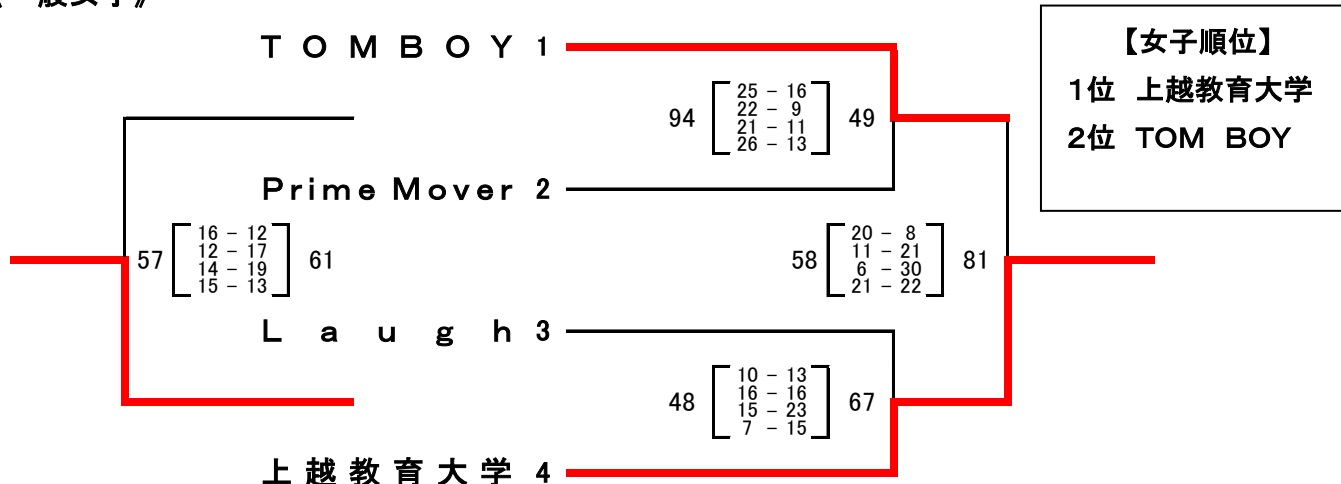 ＴＯＭＢＯＹ 1
【女子順位】
1位 上越教育大学
2位 ＴＯＭ ＢＯＹ
94 25 － 16 49
22 － 9
21 － 11
26 － 13
Prime Mover 2
57 16 － 12 61
12 － 17
14 － 19
15 － 13
58 20 － 8 81
11 － 21
6 － 30
21 － 22
Ｌａｕｇｈ 3
48 10 － 13 67
16 － 16
15 － 23
7 － 15
上越教育大学 4